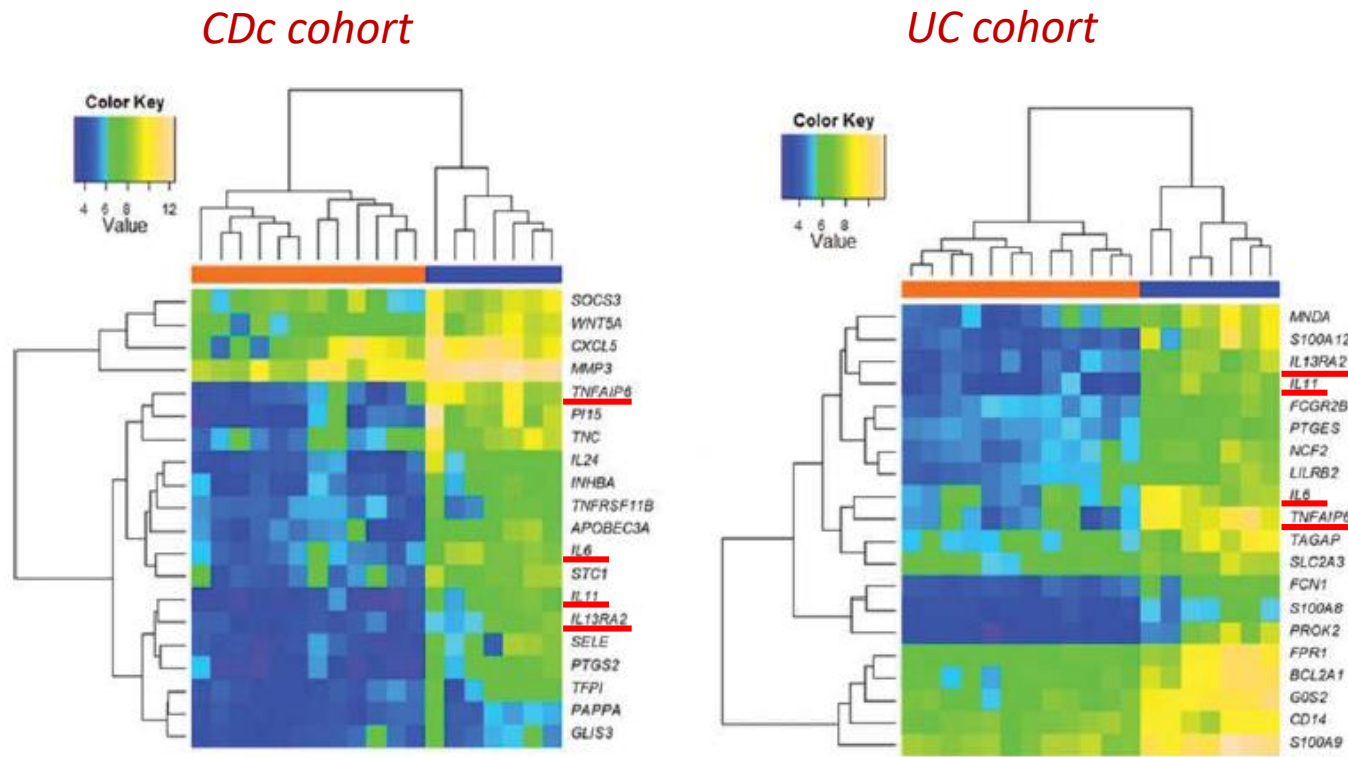 CDc cohort
Color Key
4 6 8 12
Value
SOCS3
WNT5A
CXCL5
MMP3
TNFAIP6
PI15
TNC
IL24
INHBA
TNFRSF11B
APOBEC3A
IL6
STC1
IL11
IL13RA2
SELE
PTGS2
TFPI
PAPPA
GLIS3
UC cohort
Color Key
4 6 8
Value
MNDA
S100A12
IL13RA2
IL11
FCGR2B
PTGES
NCF2
LILRB2
IL6
TNFAIP6
TAGAP
SLC2A3
FCN1
S100A8
PROK2
FPR1
BCL2A1
G0S2
CD14
S100A9